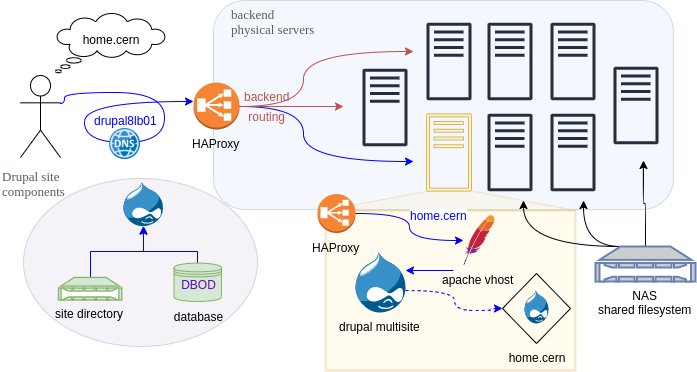 backend
physical servers
home.cern
backend
routing
drupal8lb01
DNS
HAProxy
Drupal site
components
DBOD
site directory
database
HAProxy
home.cern
apache vhost
drupal multisite
home.cern
NAS
shared filesystem